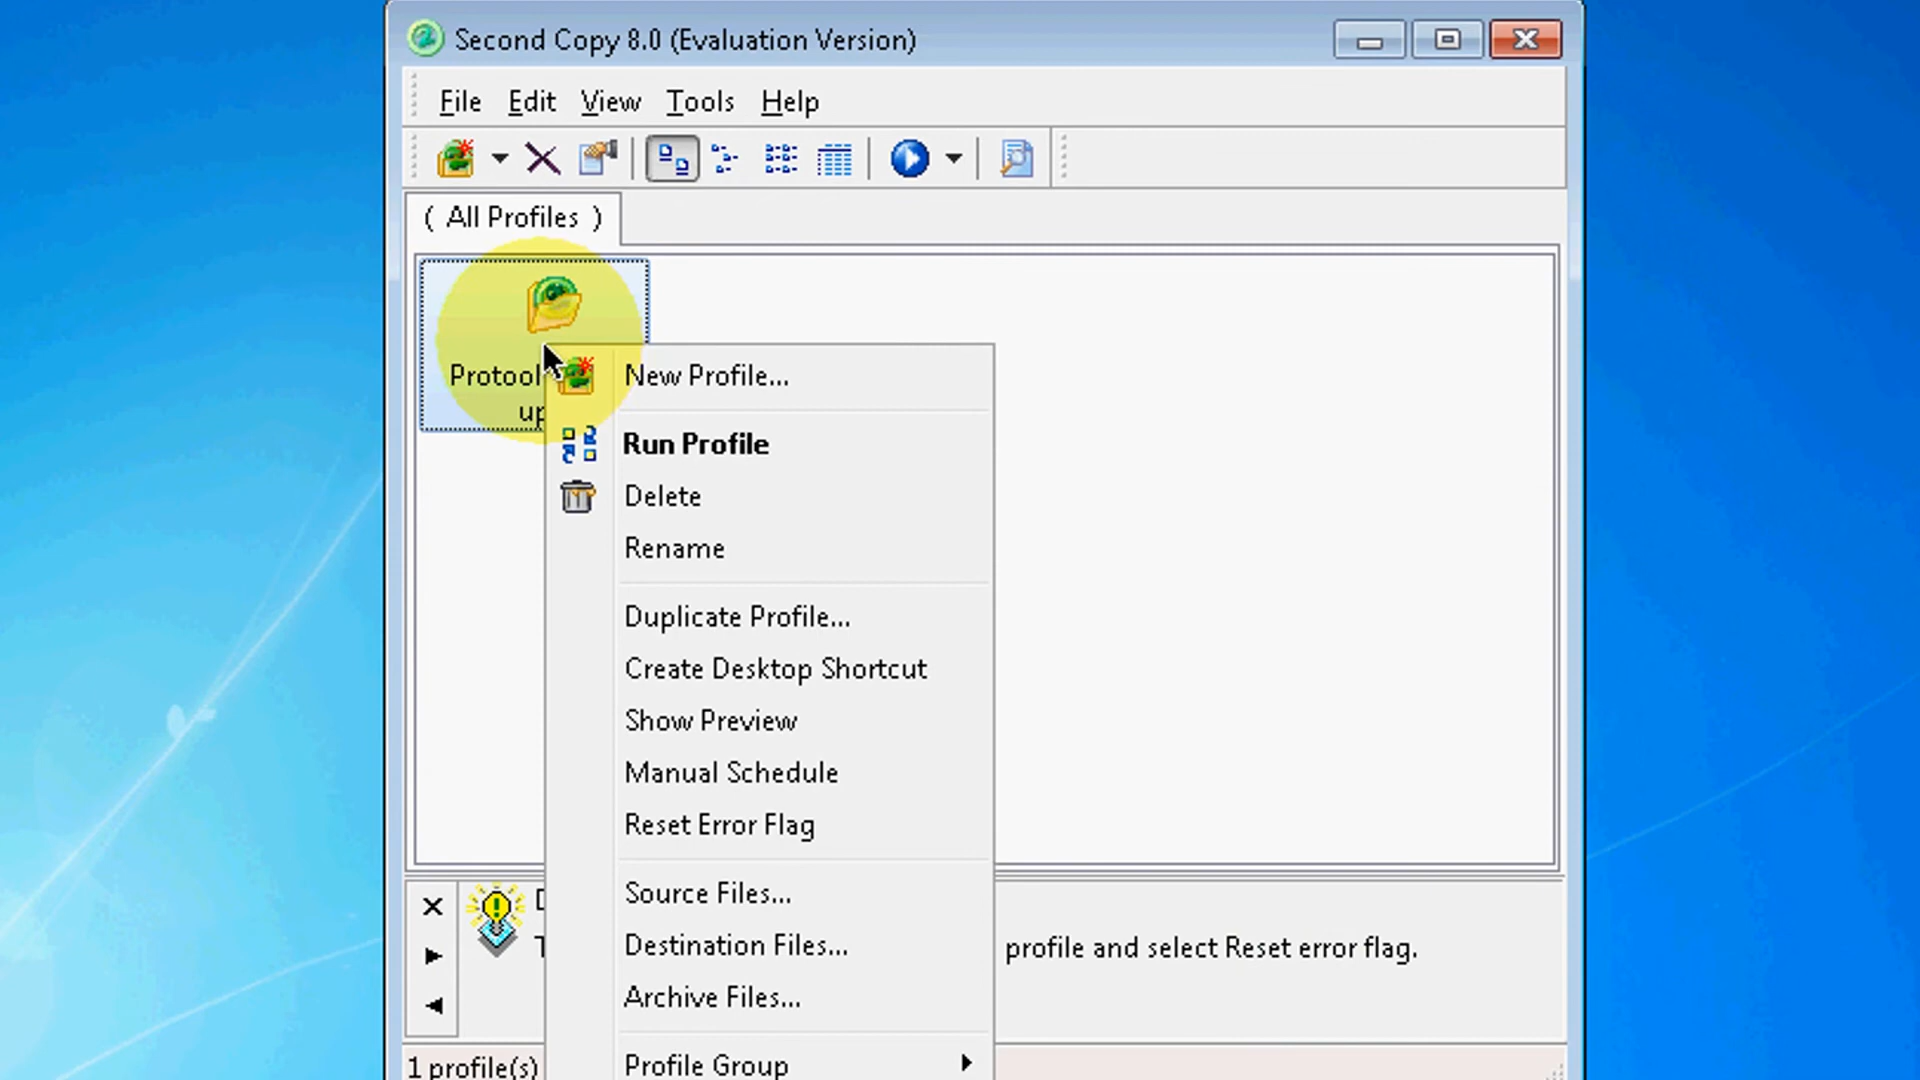 Second Copy 8.0 (Evaluation Version)
File Edit View Tools Help
( All Profiles )
Protool
up
New Profile...
Run Profile
Delete
Rename
Duplicate Profile...
Create Desktop Shortcut
Show Preview
Manual Schedule
Reset Error Flag
Source Files...
Destination Files...
Archive Files...
Profile Group
profile and select Reset error flag.
1 profile(s)